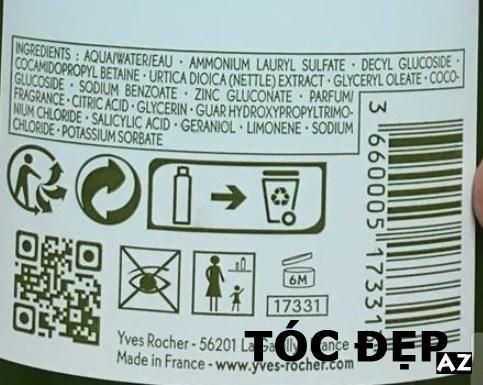 INGREDIENTS : AQUA/WATER/EAU · AMMONIUM LAURYL SULFATE · DECYL GLUCOSIDE ·
COCAMIDOPROPYL BETAINE · URTICA DIOICA (NETTLE) EXTRACT · GLYCERYL OLEATE · COCO-
GLUCOSIDE · SODIUM BENZOATE · ZINC GLUCONATE · PARFUM/
FRAGRANCE · CITRIC ACID · GLYCERIN · GUAR HYDROXYPROPYLTRIMO-
NIUM CHLORIDE · SALICYLIC ACID · GERANIOL · LIMONENE · SODIUM
CHLORIDE · POTASSIUM SORBATE
3 660005 17331
6M
17331
Yves Rocher - 56201 La
Made in France - www.yves-rocher.com
TÓC ĐẸP
AZ